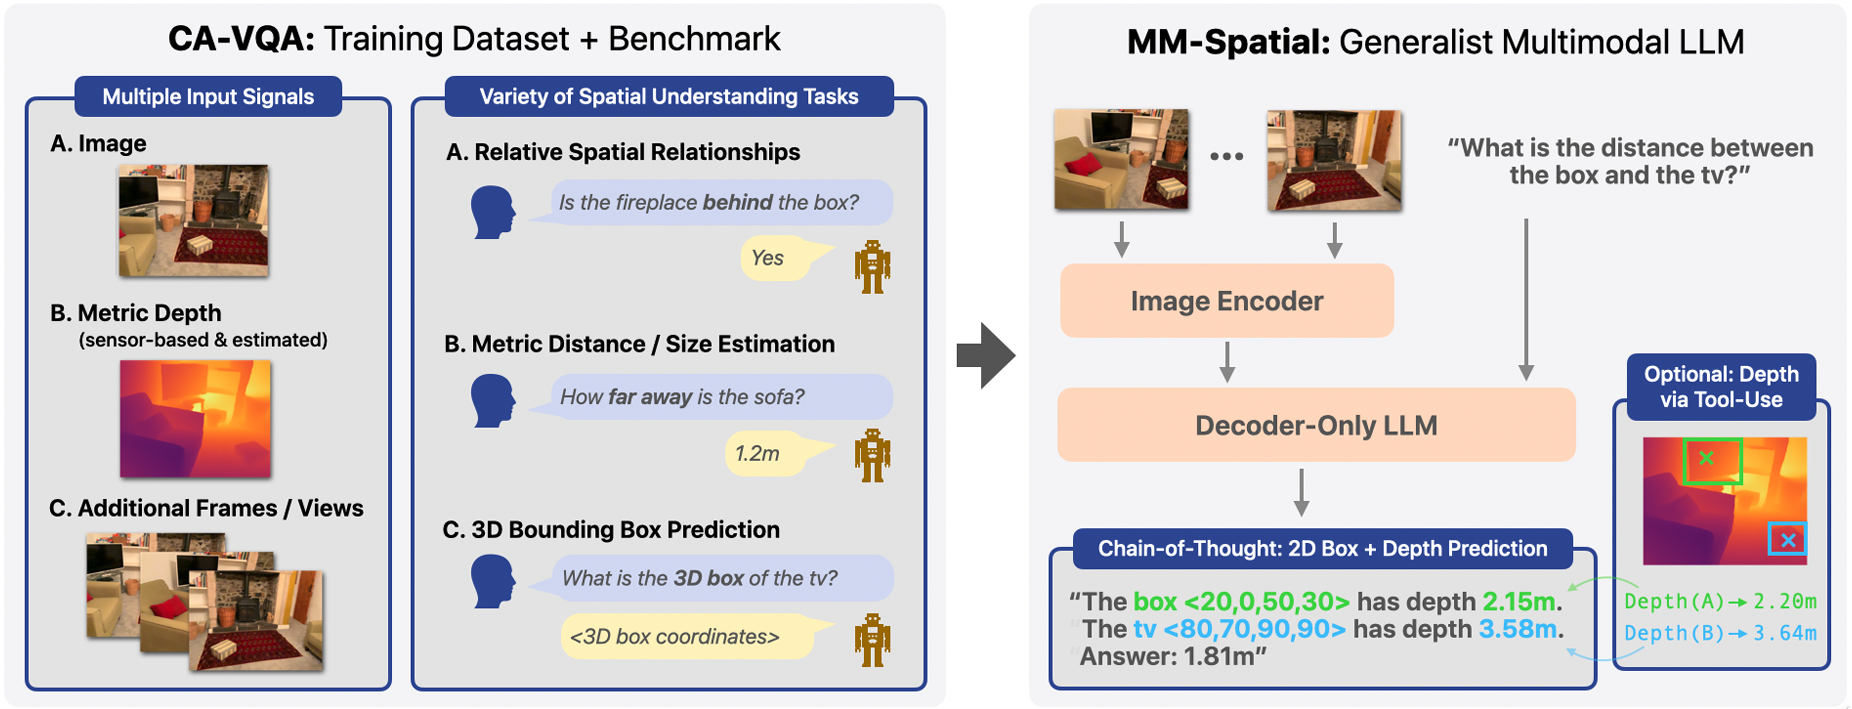 CA-VQA: Training Dataset + Benchmark
Multiple Input Signals
A. Image
B. Metric Depth
(sensor-based & estimated)
C. Additional Frames / Views
Variety of Spatial Understanding Tasks
A. Relative Spatial Relationships
Is the fireplace behind the box?
Yes
B. Metric Distance / Size Estimation
How far away is the sofa?
1.2m
C. 3D Bounding Box Prediction
What is the 3D box of the tv?
<3D box coordinates>
MM-Spatial: Generalist Multimodal LLM
...
“What is the distance between
the box and the tv?”
Image Encoder
Decoder-Only LLM
Chain-of-Thought: 2D Box + Depth Prediction
“The box <20,0,50,30> has depth 2.15m.
The tv <80,70,90,90> has depth 3.58m.
Answer: 1.81m”
Optional: Depth
via Tool-Use
Depth(A)→2.20m
Depth(B)→3.64m